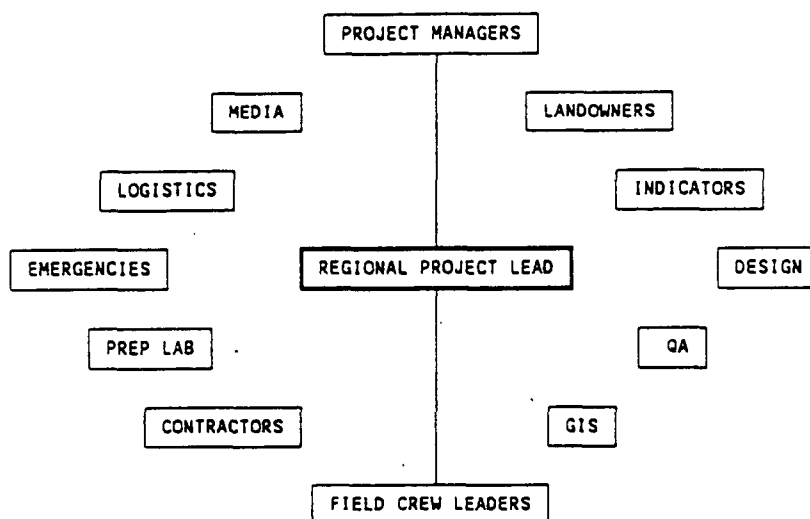 PROJECT MANAGERS
MEDIA
LANDOWNERS
LOGISTICS
INDICATORS
EMERGENCIES
REGIONAL PROJECT LEAD
DESIGN
PREP LAB
QA
CONTRACTORS
GIS
FIELD CREW LEADERS